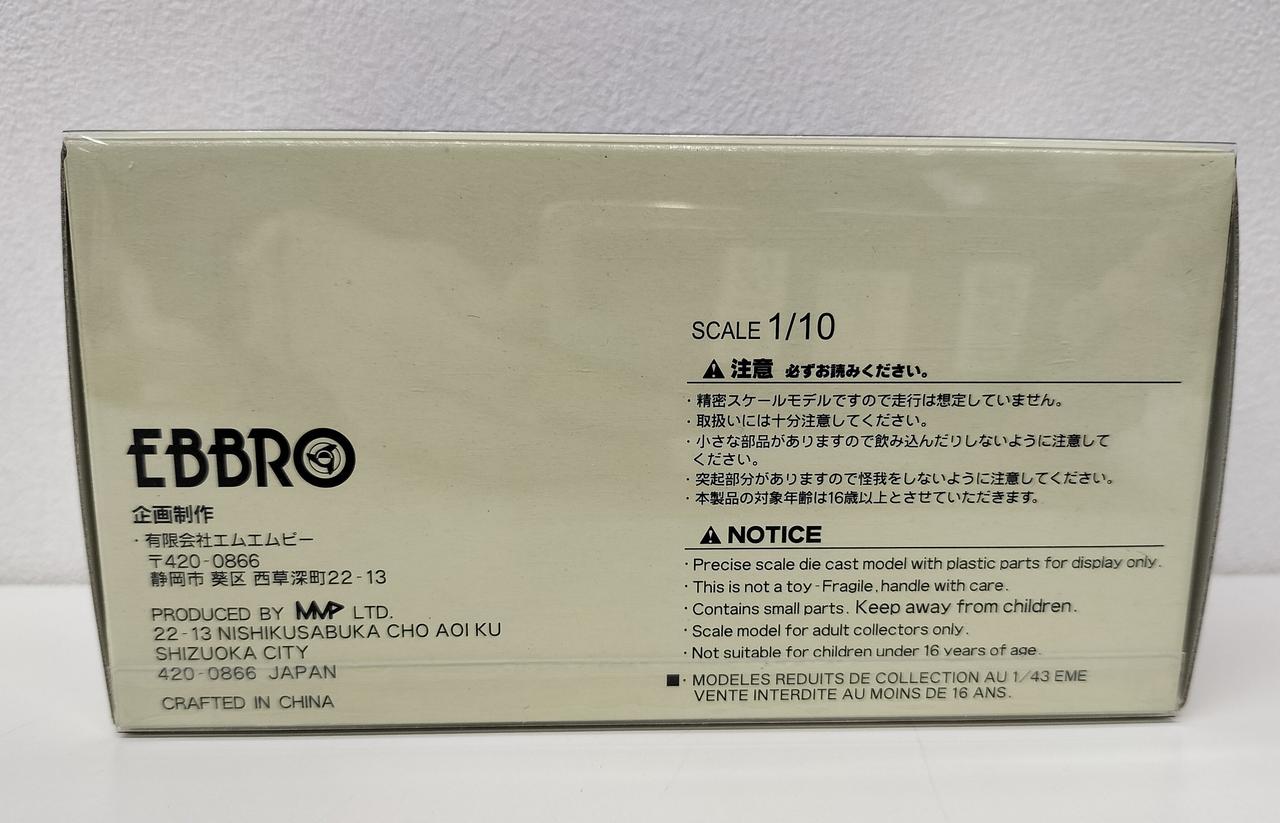 EBBRO
企画制作
・有限会社エムエムピー
〒420-0866
静岡市 葵区 西草深町22-13
PRODUCED BY MMP LTD.
22-13 NISHIKUSABUKA CHO AOI KU
SHIZUOKA CITY
420-0866 JAPAN
CRAFTED IN CHINA
SCALE 1/10
注意 必ずお読みください。
・精密スケールモデルですので走行は想定していません。
・取扱いには十分注意してください。
・小さな部品がありますので飲み込んだりしないように注意して
ください。
・突起部分がありますので怪我をしないように注意してください。
・本製品の対象年齢は16歳以上とさせていただきます。
NOTICE
・Precise scale die cast model with plastic parts for display only.
・This is not a toy-Fragile,handle with care.
・Contains small parts. Keep away from children.
・Scale model for adult collectors only.
・Not suitable for children under 16 years of age.
■・MODELES REDUITS DE COLLECTION AU 1/43 EME
VENTE INTERDITE AU MOINS DE 16 ANS.